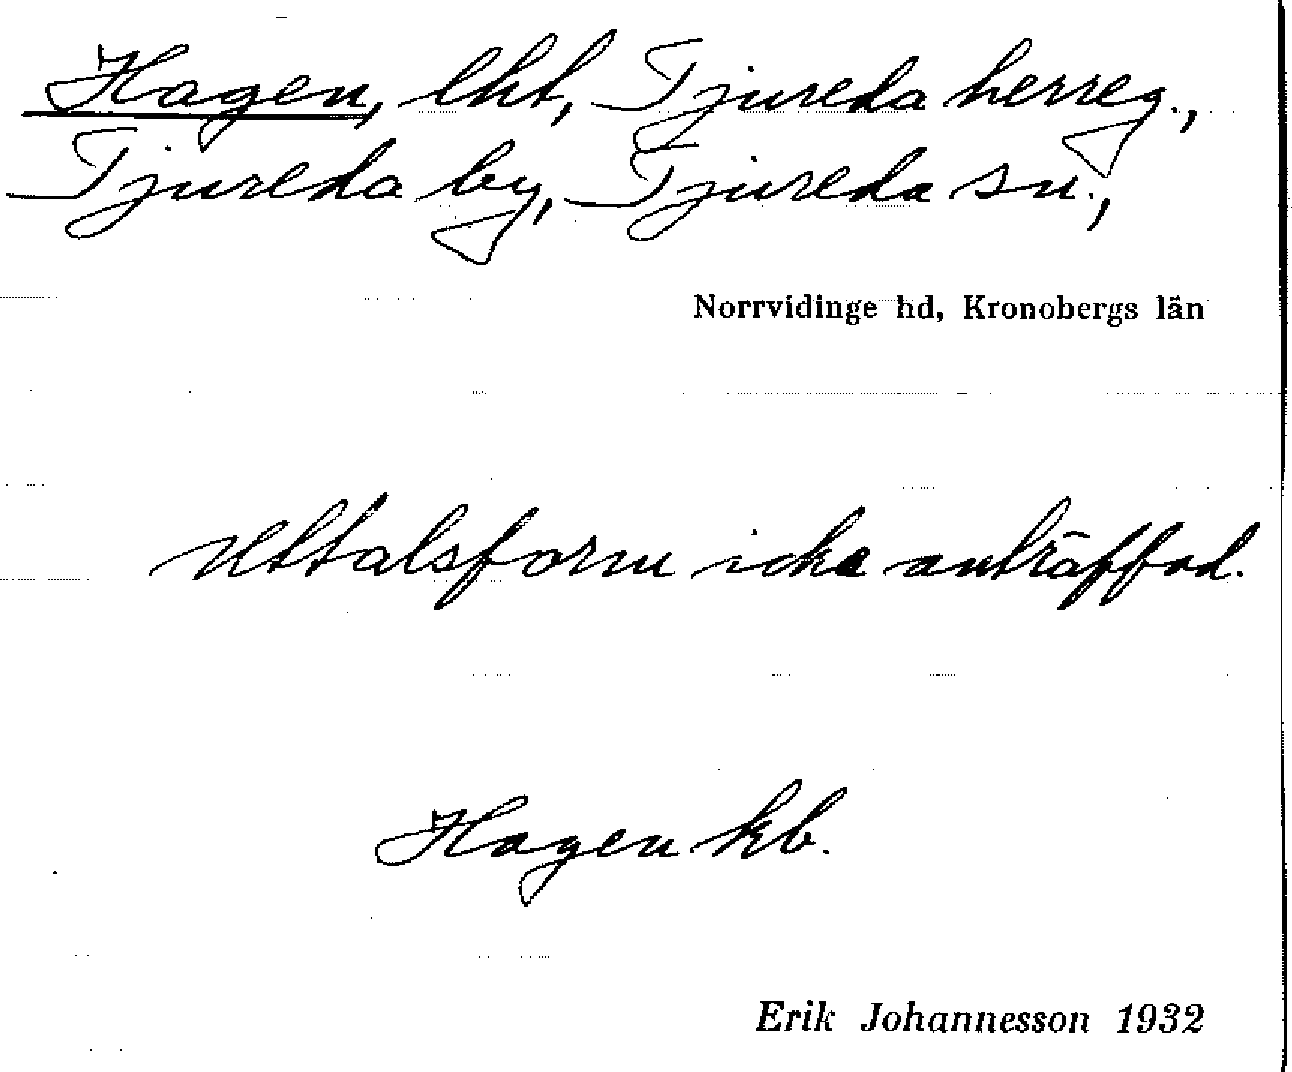 Hagen, lht, Tjureda herreg.,
Tjureda by, Tjureda sn.,
Norrvidinge hd, Kronobergs län
Uttalsform icke anträffad.
Hagen kb.
Erik Johannesson 1932